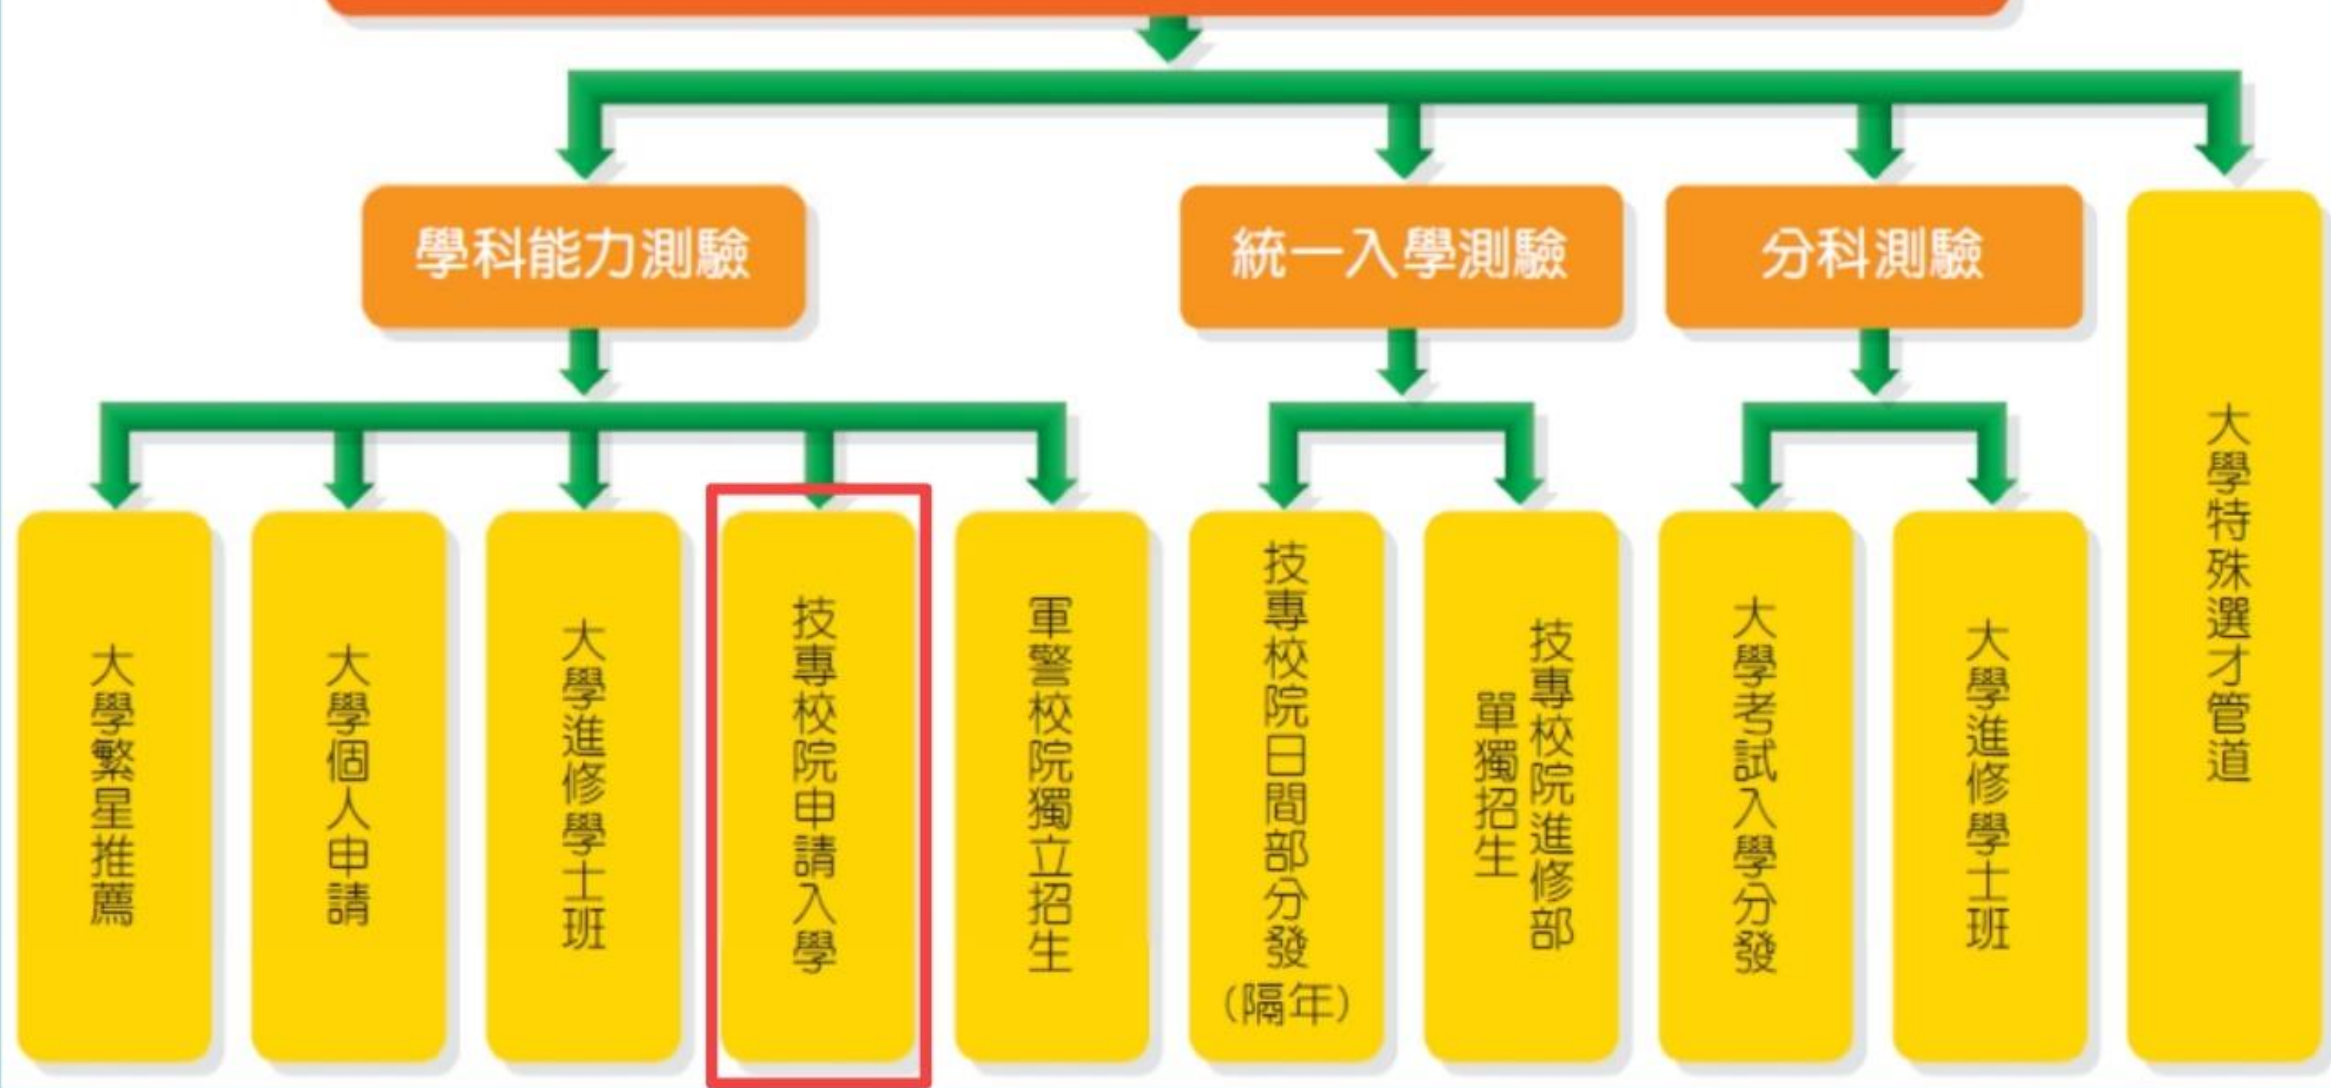 學科能力測驗
統一入學測驗
分科測驗
大學繁星推薦
大學個人申請
大學進修學士班
技專校院申請入學
軍警校院獨立招生
技專校院日間部分發
(隔年)
技專校院進修部
單獨招生
大學考試入學分發
大學進修學士班
大學特殊選才管道